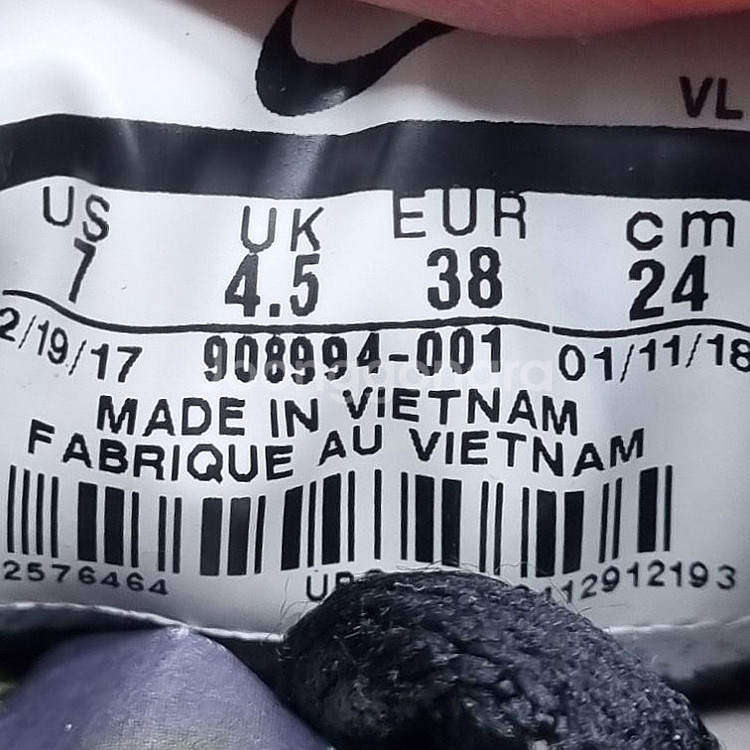 VL
US UK EUR cm
7 4.5 38 24
2/19/17 908994-001 01/11/18
MADE IN VIETNAM
FABRIQUE AU VIETNAM
2576464 112912193